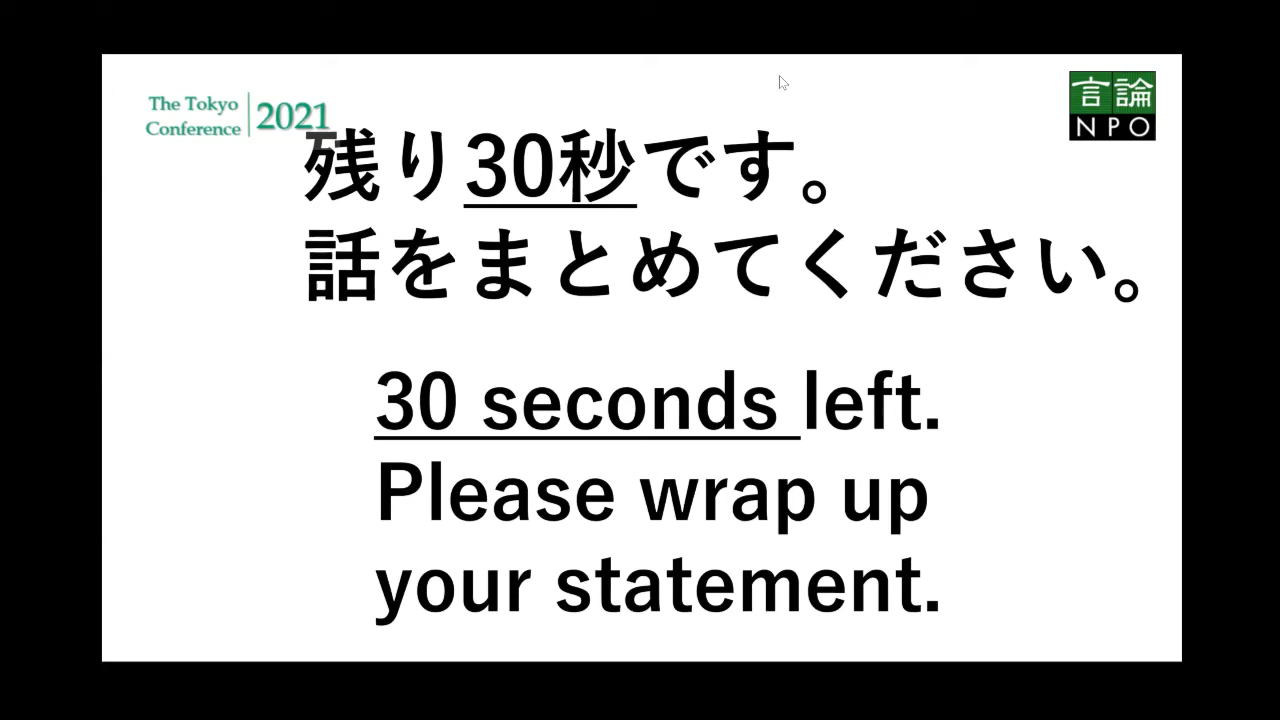 The Tokyo
Conference
2021
言論
NPO
残り30秒です。
話をまとめてください。
30 seconds left.
Please wrap up
your statement.